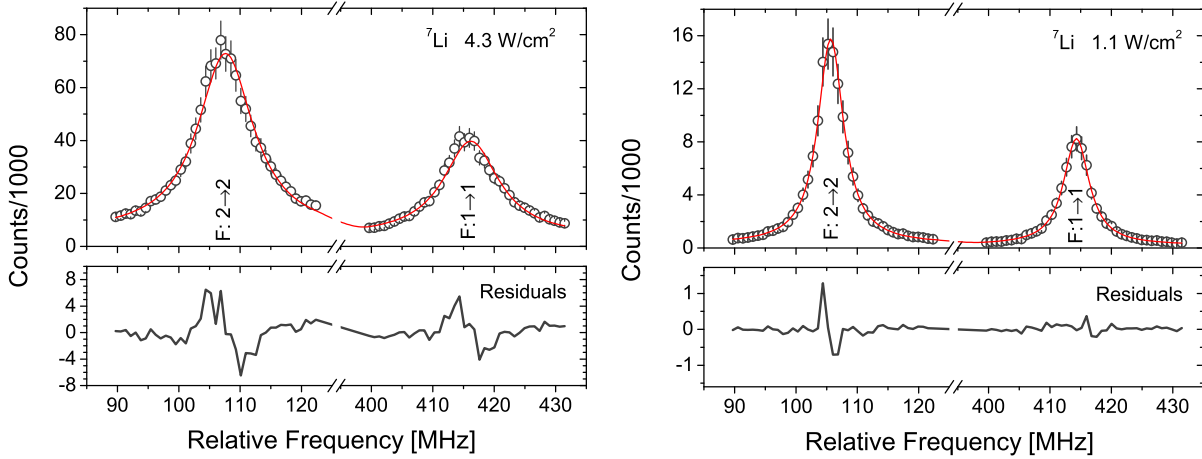 ⁷Li 4.3 W/cm²
80
60
40
20
0
Counts/1000
F: 2→2
F:1→1
Residuals
8
4
0
-4
-8
90 100 110 120 400 410 420 430
Relative Frequency [MHz]
⁷Li 1.1 W/cm²
16
12
8
4
0
Counts/1000
F: 2→2
F:1→1
Residuals
1
0
-1
90 100 110 120 400 410 420 430
Relative Frequency [MHz]